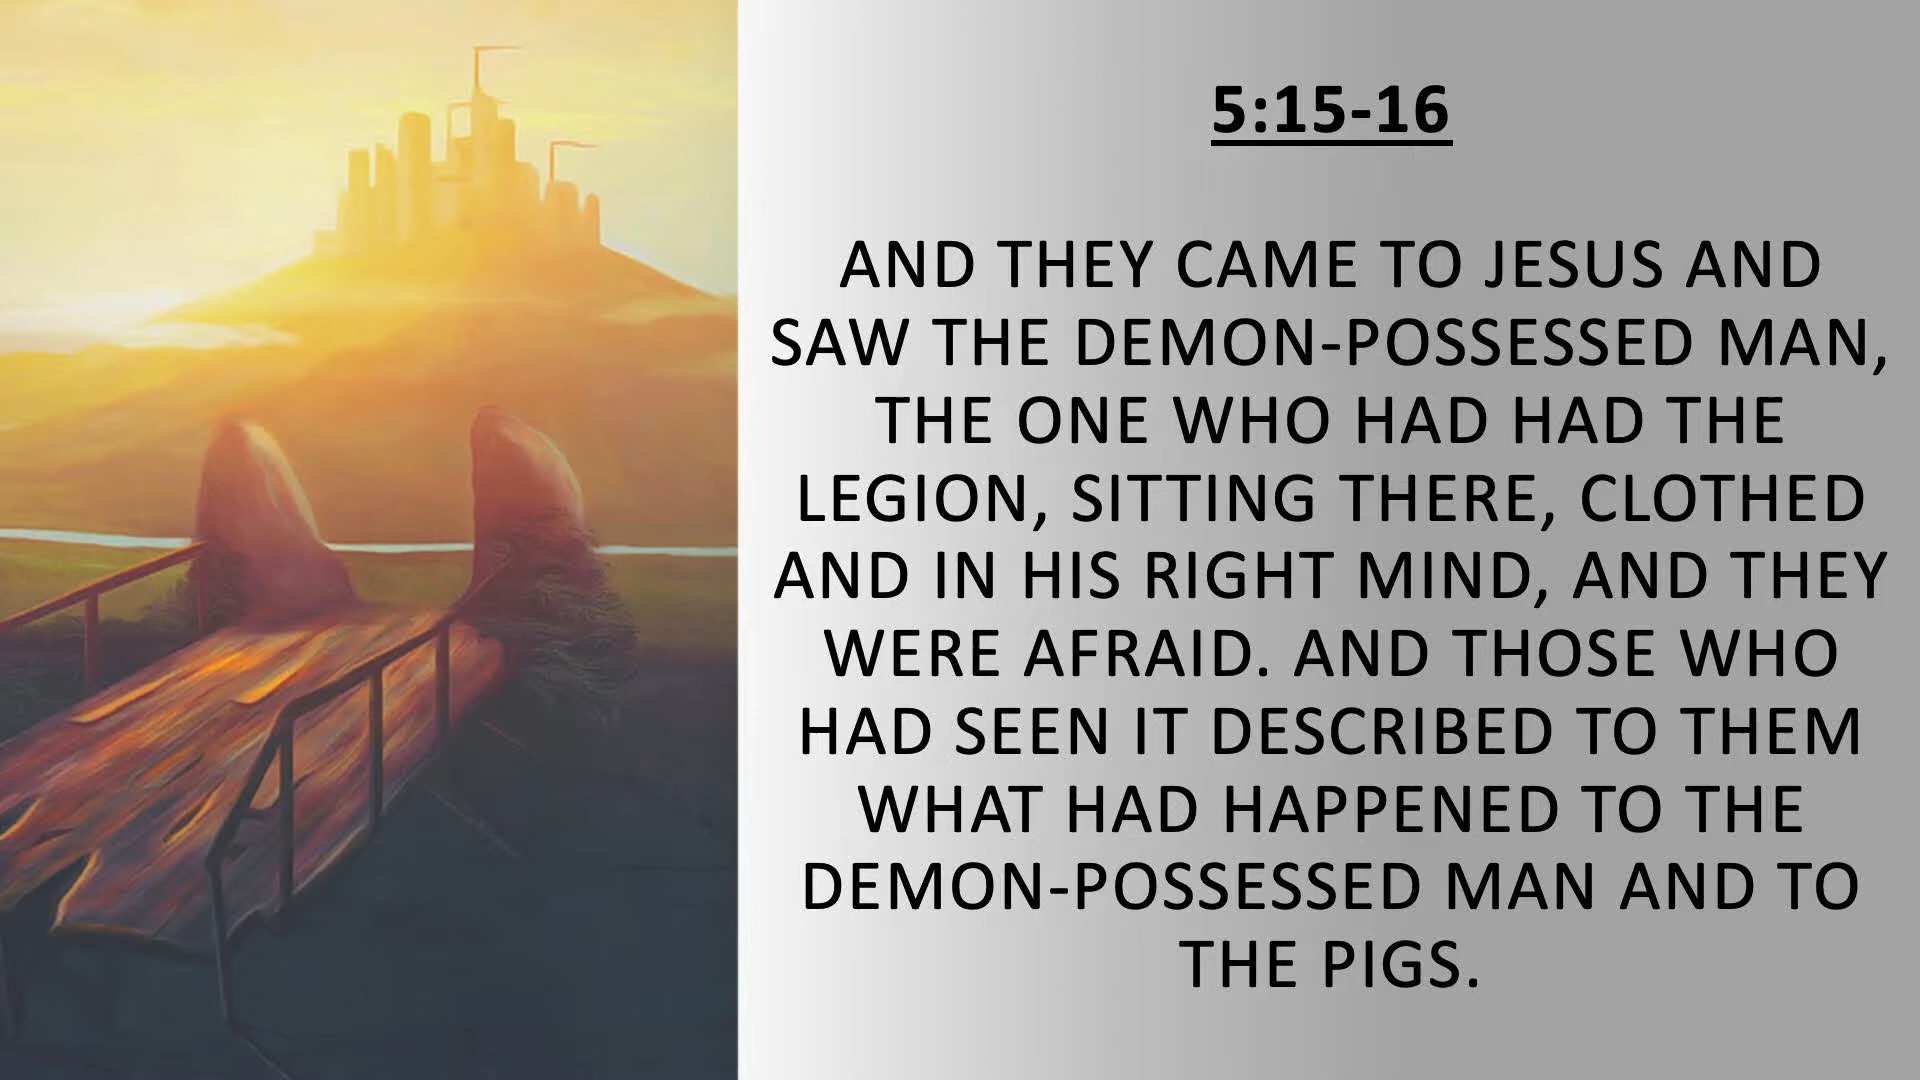 5:15-16
AND THEY CAME TO JESUS AND
SAW THE DEMON-POSSESSED MAN,
THE ONE WHO HAD HAD THE
LEGION, SITTING THERE, CLOTHED
AND IN HIS RIGHT MIND, AND THEY
WERE AFRAID. AND THOSE WHO
HAD SEEN IT DESCRIBED TO THEM
WHAT HAD HAPPENED TO THE
DEMON-POSSESSED MAN AND TO
THE PIGS.